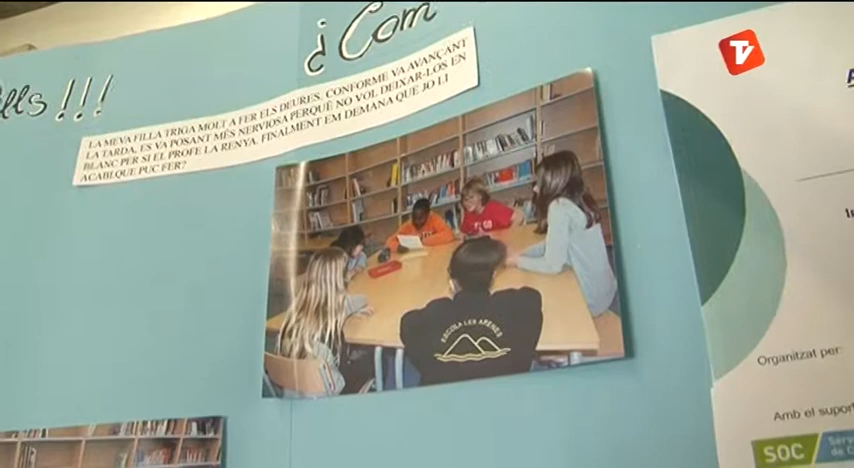 ¿ Com
lls !!!
TV
LA MEVA FILLA TRIGA MOLT A FER ELS DEURES, CONFORME VA AVANÇANT
LA TARDA, ES VA POSANT MÉS NERVIOSA PERQUÈ NO VOL DEIXAR-LOS EN
BLANC PER SI EL PROFE LA RENYA. FINALMENT EM DEMANA QUE JO LI
ACABI,QUE PUC FER?
ESCOLA LES ARENES
Organitzat per:
Amb el suport
SOC